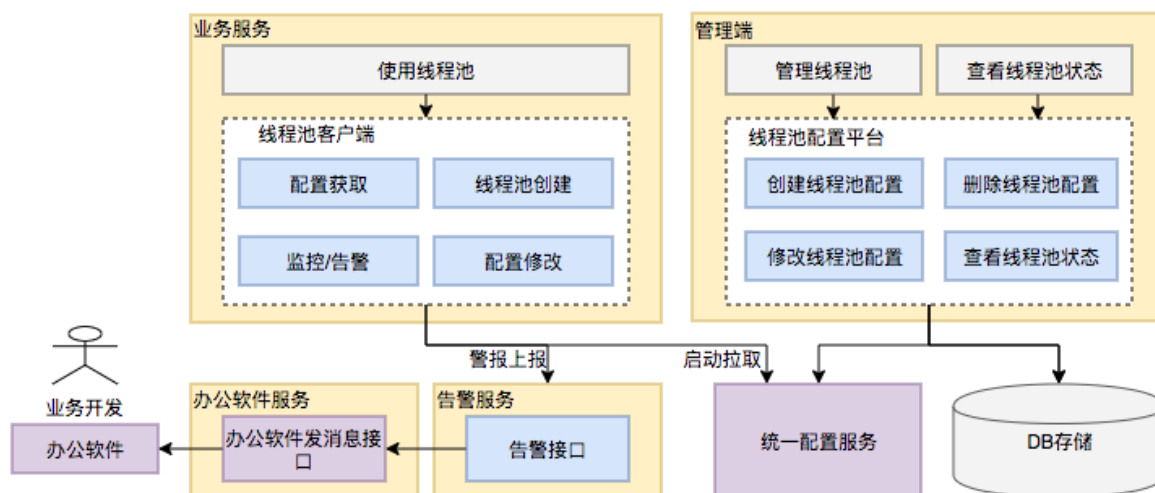 业务服务
使用线程池
线程池客户端
配置获取
线程池创建
监控/告警
配置修改
管理端
管理线程池
查看线程池状态
线程池配置平台
创建线程池配置
删除线程池配置
修改线程池配置
查看线程池状态
警报上报
启动拉取
业务开发
办公软件
办公软件服务
办公软件发消息接
口
告警服务
告警接口
统一配置服务
DB存储